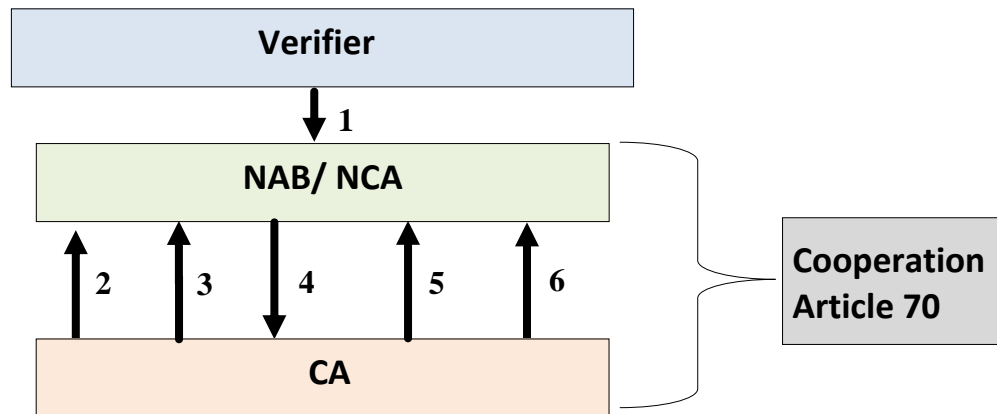 Verifier
1
NAB/ NCA
2
3
4
5
6
Cooperation
Article 70
CA